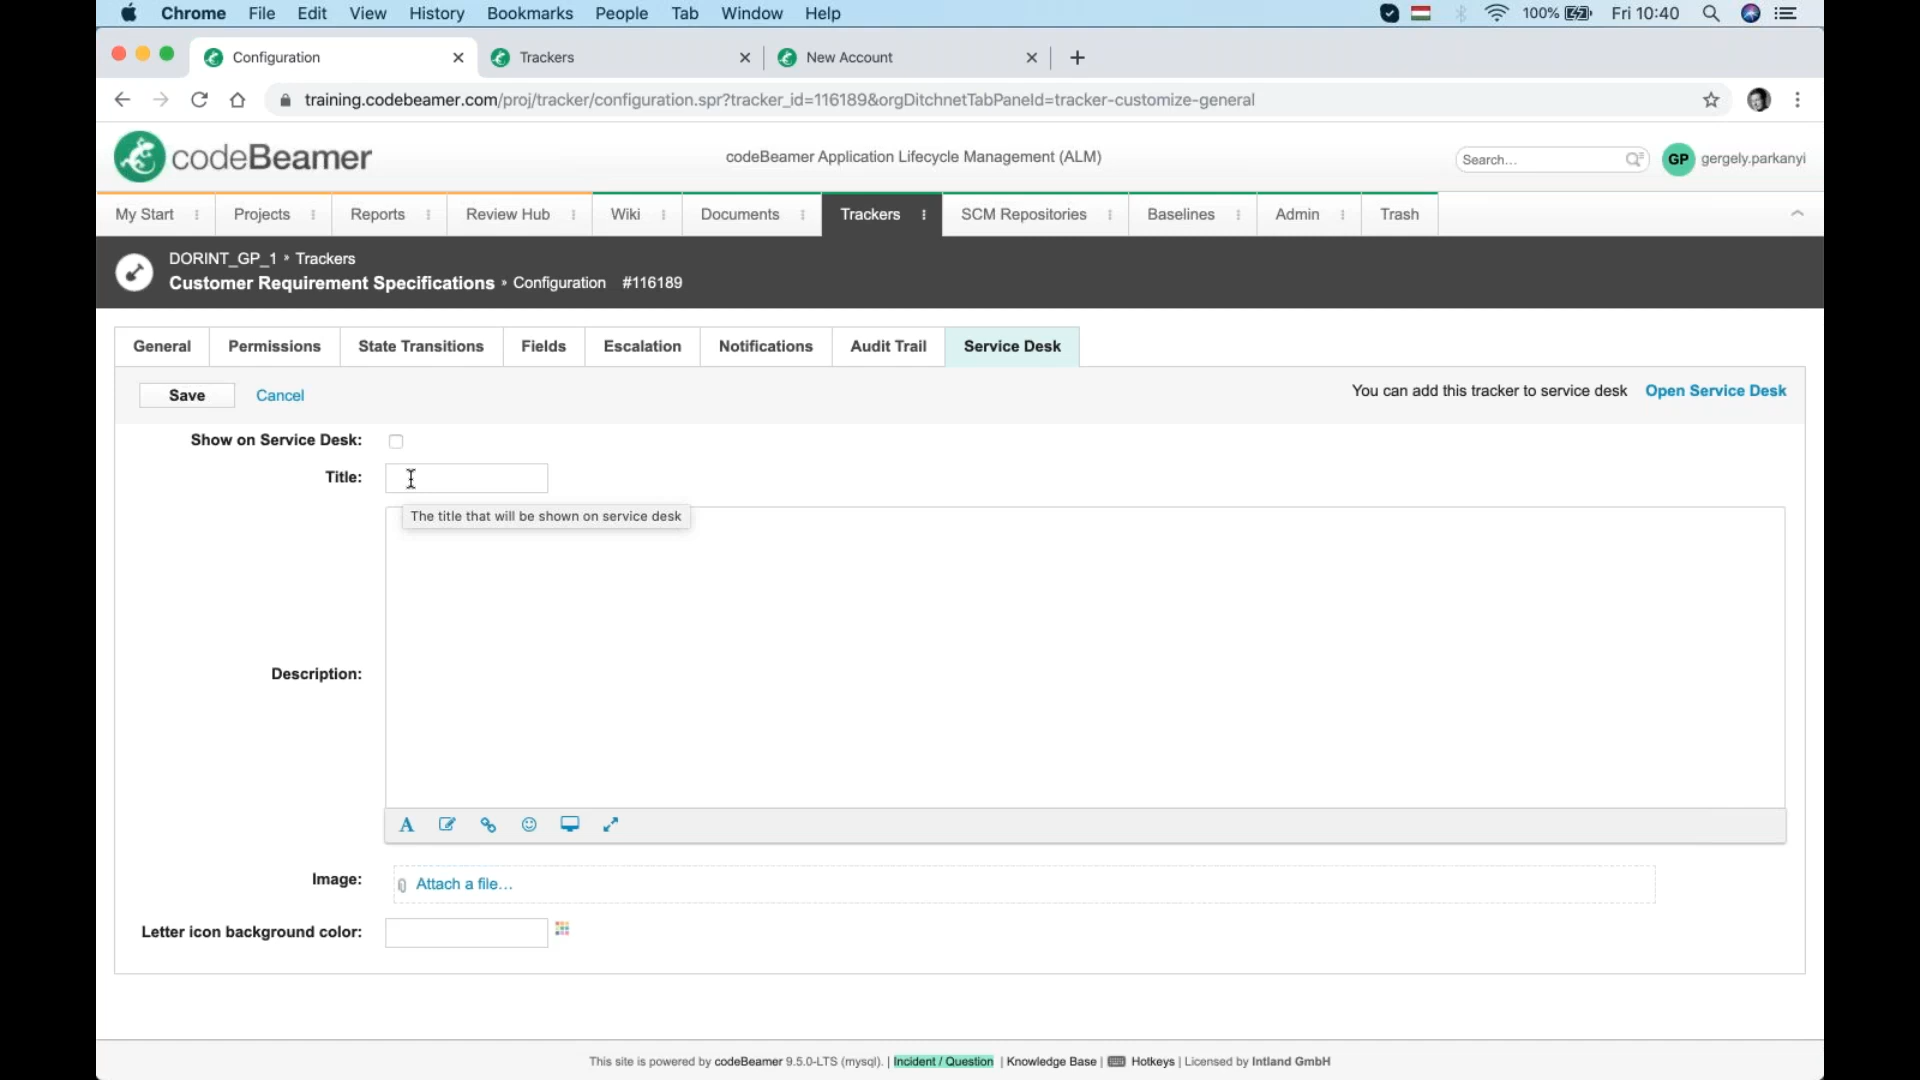 Chrome File Edit View History Bookmarks People Tab Window Help 100% Fri 10:40
Configuration Trackers New Account
training.codebeamer.com/proj/tracker/configuration.spr?tracker_id=116189&orgDitchnetTabPaneId=tracker-customize-general
codeBeamer codeBeamer Application Lifecycle Management (ALM) Search... GP gergely.parkanyi
My Start Projects Reports Review Hub Wiki Documents Trackers SCM Repositories Baselines Admin Trash
DORINT_GP_1 » Trackers
Customer Requirement Specifications » Configuration #116189
General Permissions State Transitions Fields Escalation Notifications Audit Trail Service Desk
Save Cancel You can add this tracker to service desk Open Service Desk
Show on Service Desk:
Title:
The title that will be shown on service desk
Description:
Image: Attach a file...
Letter icon background color:
This site is powered by codeBeamer 9.5.0-LTS (mysql). | Incident / Question | Knowledge Base | Hotkeys | Licensed by Intland GmbH